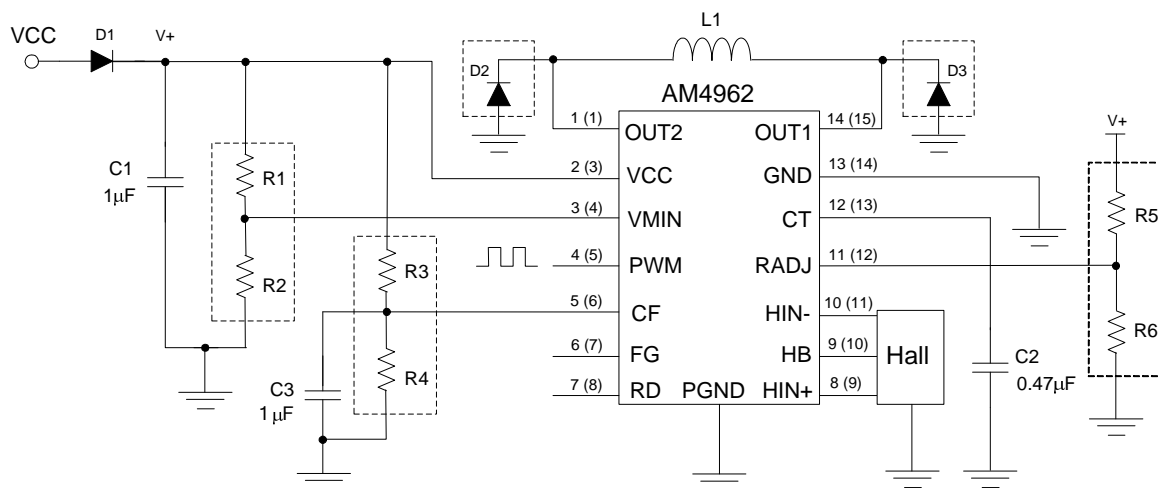 L1
VCC
D1
V+
D2
D3
AM4962
1 (1)
OUT2
14 (15)
OUT1
V+
2 (3)
VCC
13 (14)
GND
C1
1μF
R1
3 (4)
VMIN
12 (13)
CT
R5
R2
R3
4 (5)
PWM
11 (12)
RADJ
5 (6)
CF
10 (11)
HIN-
R6
6 (7)
FG
9 (10)
HB
Hall
C2
0.47μF
R4
C3
1μF
7 (8)
RD
PGND
8 (9)
HIN+